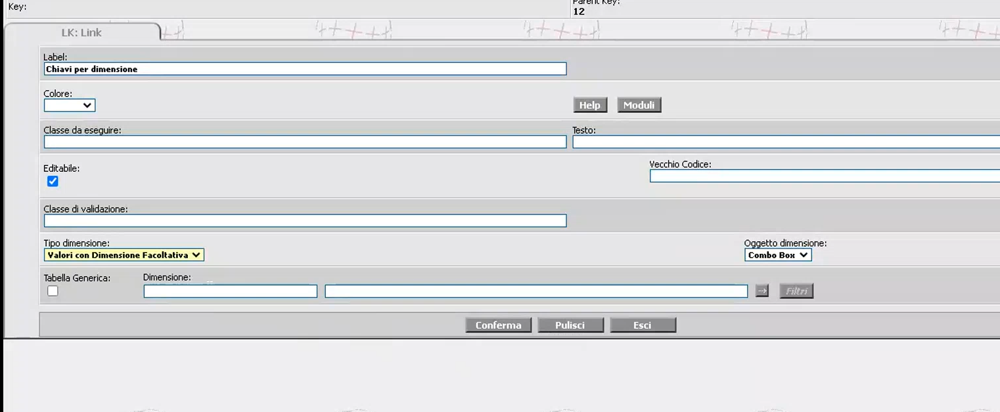 Key:
Parent Key:
12
LK: Link
Label:
Chiavi per dimensione
Colore:
Help Moduli
Classe da eseguire: Testo:
Editabile: Vecchio Codice:
Classe di validazione:
Tipo dimensione: Oggetto dimensione:
Valori con Dimensione Facoltativa Combo Box
Tabella Generica: Dimensione:
Filtri
Conferma Pulisci Esci